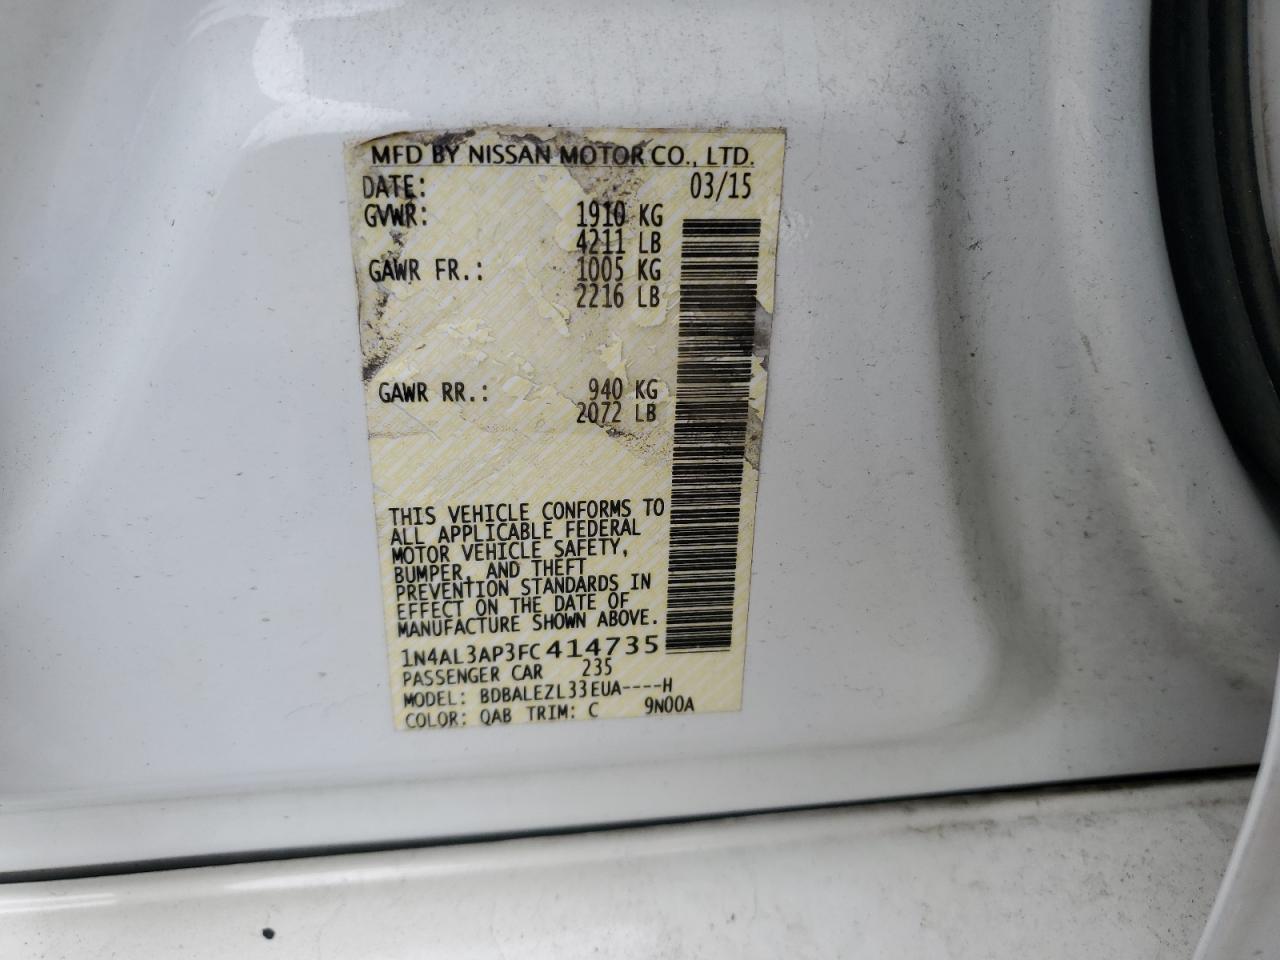 MFD BY NISSAN MOTOR CO., LTD.
DATE: 03/15
GVWR: 1910 KG
4211 LB
GAWR FR.: 1005 KG
2216 LB
GAWR RR.: 940 KG
2072 LB
THIS VEHICLE CONFORMS TO
ALL APPLICABLE FEDERAL
MOTOR VEHICLE SAFETY,
BUMPER, AND THEFT
PREVENTION STANDARDS IN
EFFECT ON THE DATE OF
MANUFACTURE SHOWN ABOVE.
1N4AL3AP3FC414735
PASSENGER CAR 235
MODEL: BDBALEZL33EUA----H
COLOR: QAB TRIM: C 9N00A